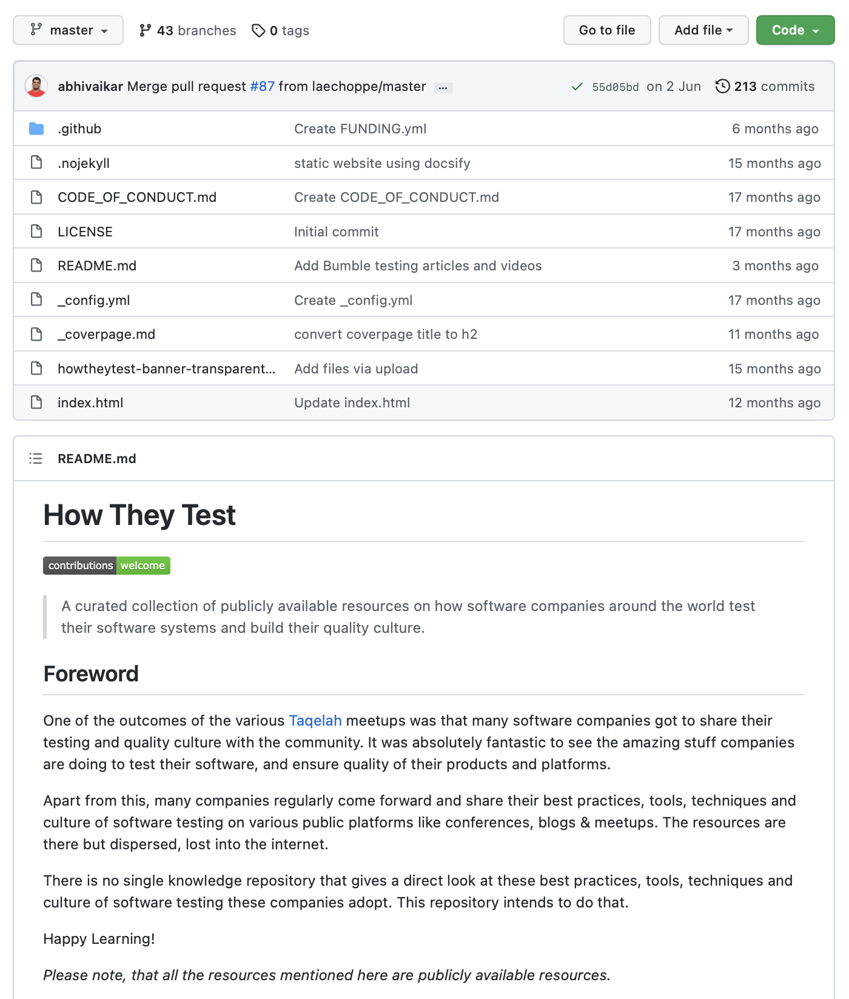 master 43 branches 0 tags Go to file Add file Code
abhivaikar Merge pull request #87 from laechoppe/master ... 55d05bd on 2 Jun 213 commits
.github Create FUNDING.yml 6 months ago
.nojekyll static website using docsify 15 months ago
CODE_OF_CONDUCT.md Create CODE_OF_CONDUCT.md 17 months ago
LICENSE Initial commit 17 months ago
README.md Add Bumble testing articles and videos 3 months ago
_config.yml Create _config.yml 17 months ago
_coverpage.md convert coverpage title to h2 11 months ago
howtheytest-banner-transparent... Add files via upload 15 months ago
index.html Update index.html 12 months ago
README.md
How They Test
contributions welcome
A curated collection of publicly available resources on how software companies around the world test
their software systems and build their quality culture.
Foreword
One of the outcomes of the various Taqelah meetups was that many software companies got to share their
testing and quality culture with the community. It was absolutely fantastic to see the amazing stuff companies
are doing to test their software, and ensure quality of their products and platforms.
Apart from this, many companies regularly come forward and share their best practices, tools, techniques and
culture of software testing on various public platforms like conferences, blogs & meetups. The resources are
there but dispersed, lost into the internet.
There is no single knowledge repository that gives a direct look at these best practices, tools, techniques and
culture of software testing these companies adopt. This repository intends to do that.
Happy Learning!
Please note, that all the resources mentioned here are publicly available resources.